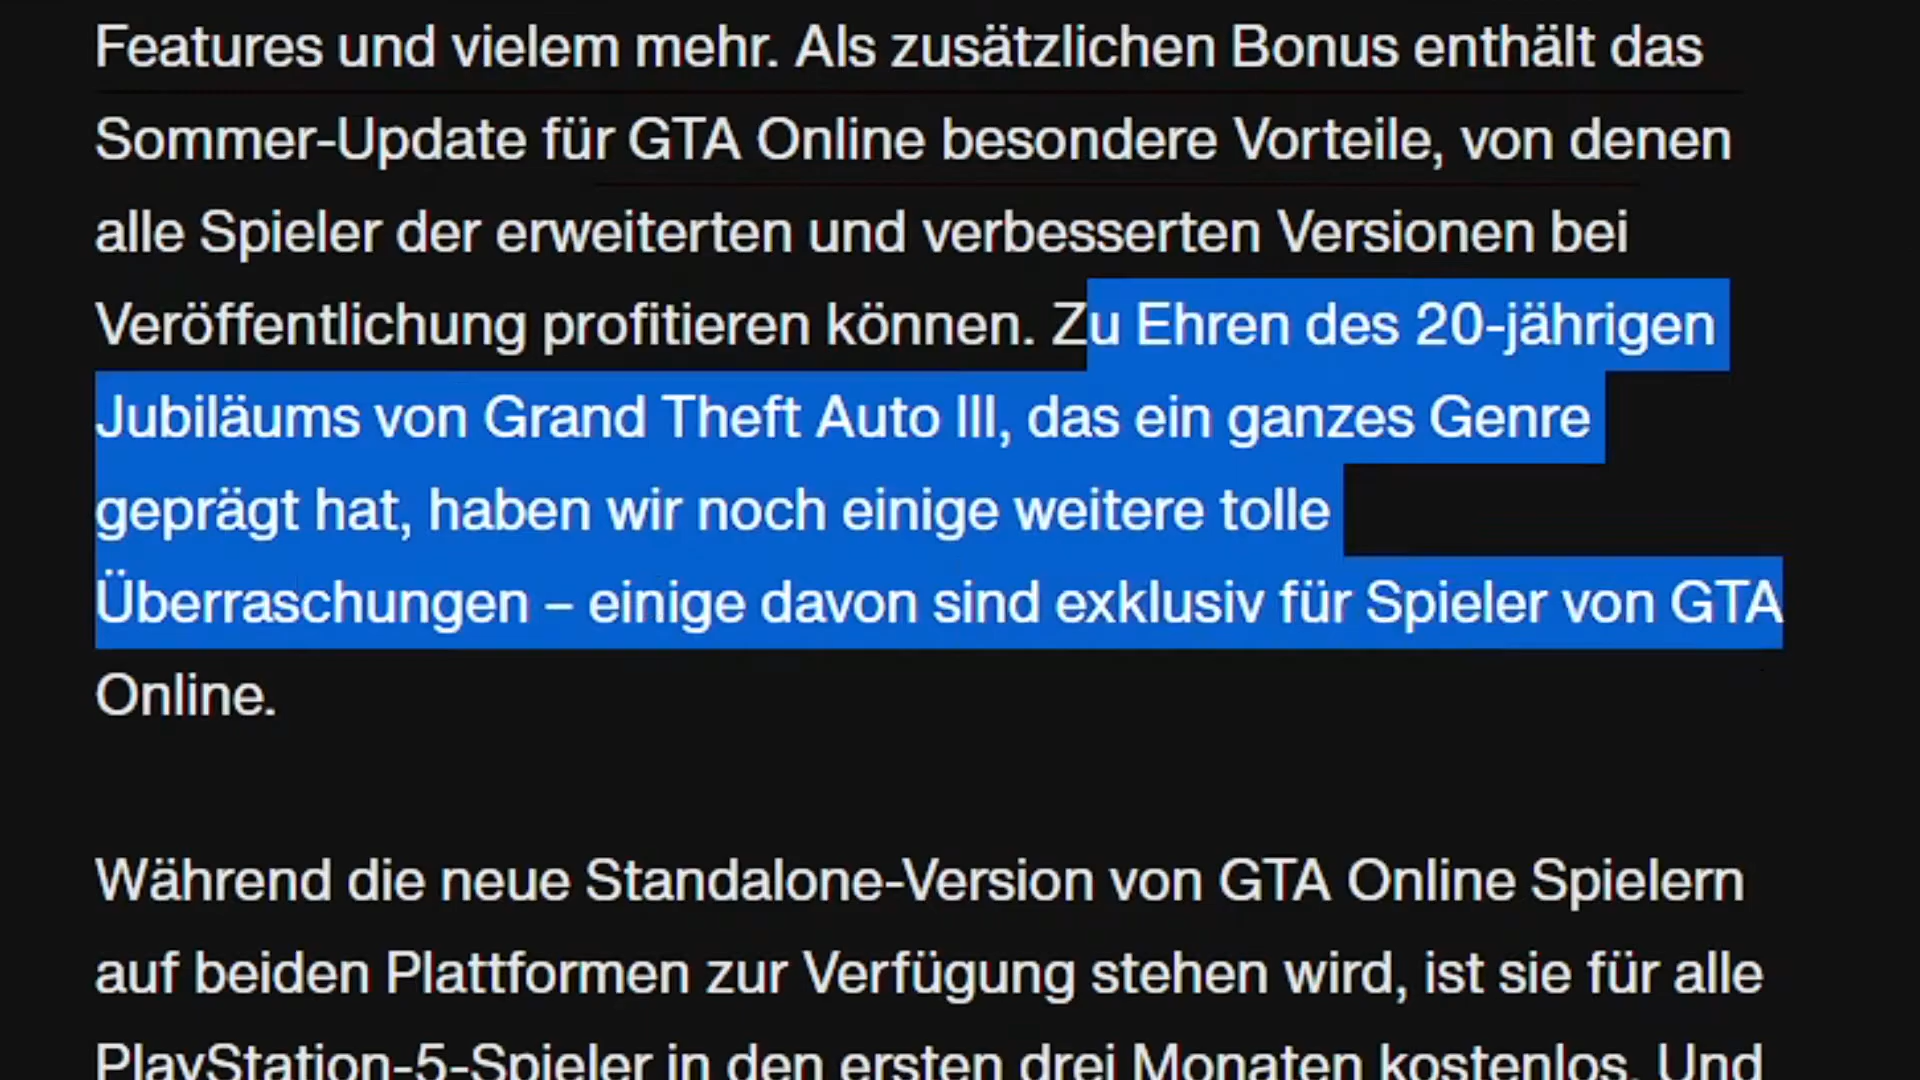 Features und vielem mehr. Als zusätzlichen Bonus enthält das
Sommer-Update für GTA Online besondere Vorteile, von denen
alle Spieler der erweiterten und verbesserten Versionen bei
Veröffentlichung profitieren können. Zu Ehren des 20-jährigen
Jubiläums von Grand Theft Auto III, das ein ganzes Genre
geprägt hat, haben wir noch einige weitere tolle
Überraschungen – einige davon sind exklusiv für Spieler von GTA
Online.
Während die neue Standalone-Version von GTA Online Spielern
auf beiden Plattformen zur Verfügung stehen wird, ist sie für alle
PlayStation-5-Spieler in den ersten drei Monaten kostenlos. Und